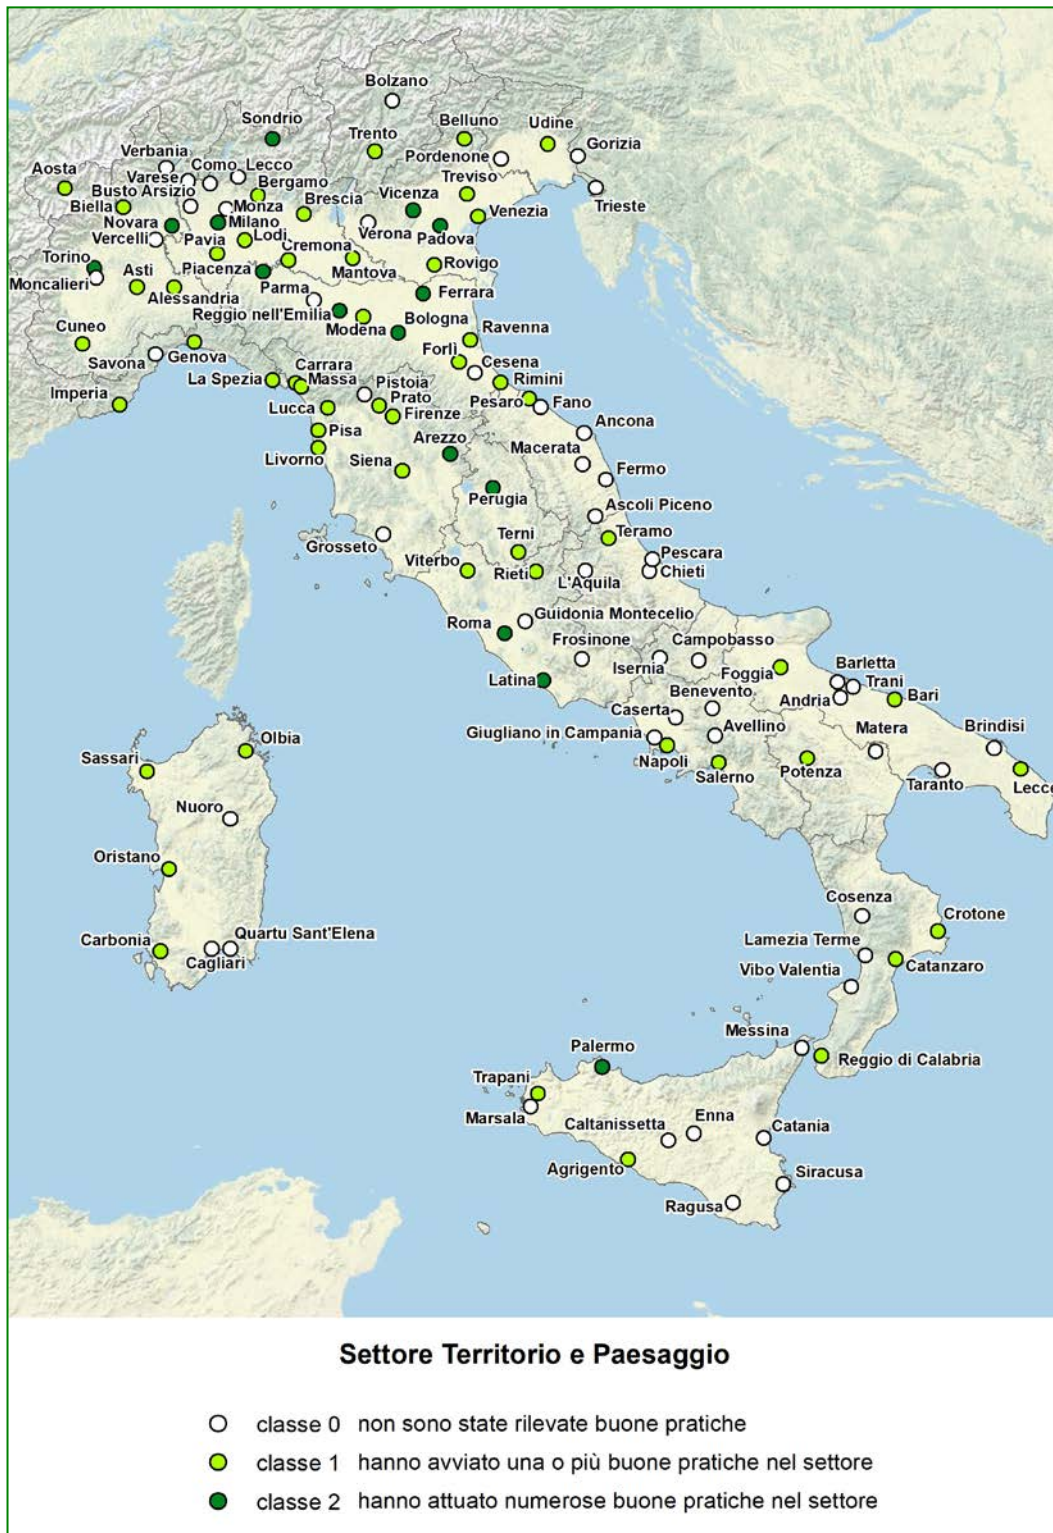 Bolzano
Sondrio
Belluno
Udine
Trento
Gorizia
Verbania
Pordenone
Como
Lecco
Aosta
Varese
Treviso
Bergamo
Busto Arsizio
Vicenza
Trieste
Biella
Monza
Brescia
Venezia
Novara
Milano
Verona
Padova
Vercelli
Pavia
Lodi
Cremona
Torino
Asti
Piacenza
Mantova
Rovigo
Moncalieri
Parma
Ferrara
Alessandria
Reggio nell'Emilia
Bologna
Cuneo
Modena
Ravenna
Savona
Genova
Forlì
Cesena
Carrara
La Spezia
Massa
Pistoia
Rimini
Imperia
Prato
Pesaro
Fano
Lucca
Firenze
Ancona
Pisa
Arezzo
Macerata
Livorno
Siena
Fermo
Perugia
Ascoli Piceno
Terni
Teramo
Grosseto
Viterbo
Pescara
Rieti
L'Aquila
Chieti
Guidonia Montecelio
Roma
Frosinone
Campobasso
Isernia
Barletta
Foggia
Latina
Trani
Benevento
Andria
Bari
Caserta
Matera
Brindisi
Giugliano in Campania
Avellino
Olbia
Sassari
Napoli
Salerno
Potenza
Taranto
Lecce
Nuoro
Oristano
Cosenza
Crotone
Carbonia
Quartu Sant'Elena
Lamezia Terme
Cagliari
Catanzaro
Vibo Valentia
Messina
Palermo
Reggio di Calabria
Trapani
Marsala
Caltanissetta
Enna
Catania
Agrigento
Siracusa
Ragusa
Settore Territorio e Paesaggio
classe 0 non sono state rilevate buone pratiche
classe 1 hanno avviato una o più buone pratiche nel settore
classe 2 hanno attuato numerose buone pratiche nel settore